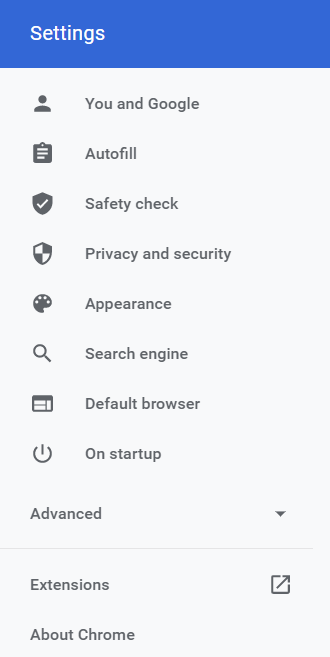 Settings
You and Google
Autofill
Safety check
Privacy and security
Appearance
Search engine
Default browser
On startup
Advanced
Extensions
About Chrome